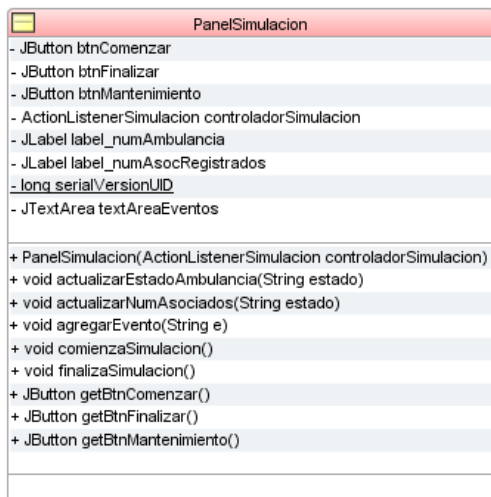 PanelSimulacion
- JButton btnComenzar
- JButton btnFinalizar
- JButton btnMantenimiento
- ActionListenerSimulacion controladorSimulacion
- JLabel label_numAmbulancia
- JLabel label_numAsocRegistrados
- long serialVersionUID
- JTextArea textAreaEventos
+ PanelSimulacion(ActionListenerSimulacion controladorSimulacion)
+ void actualizarEstadoAmbulancia(String estado)
+ void actualizarNumAsociados(String estado)
+ void agregarEvento(String e)
+ void comienzaSimulacion()
+ void finalizaSimulacion()
+ JButton getBtnComenzar()
+ JButton getBtnFinalizar()
+ JButton getBtnMantenimiento()